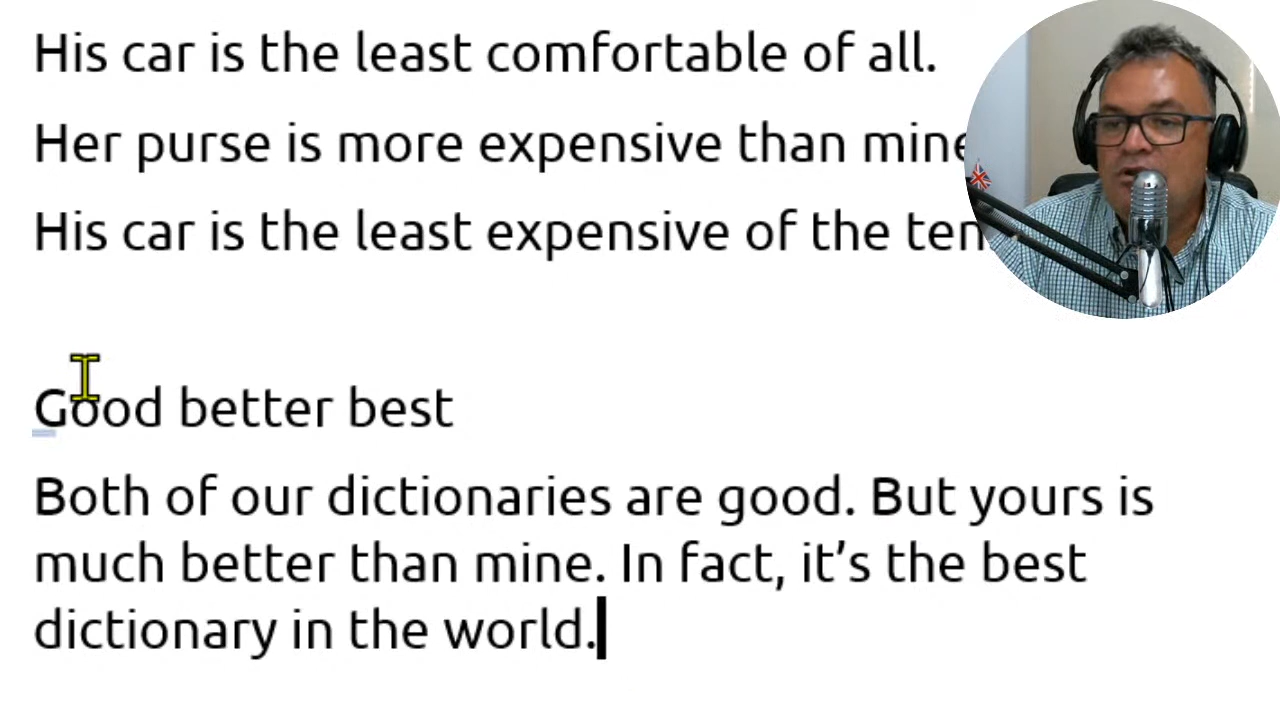 His car is the least comfortable of all.
Her purse is more expensive than mine
His car is the least expensive of the ten
Good better best
Both of our dictionaries are good. But yours is
much better than mine. In fact, it’s the best
dictionary in the world.